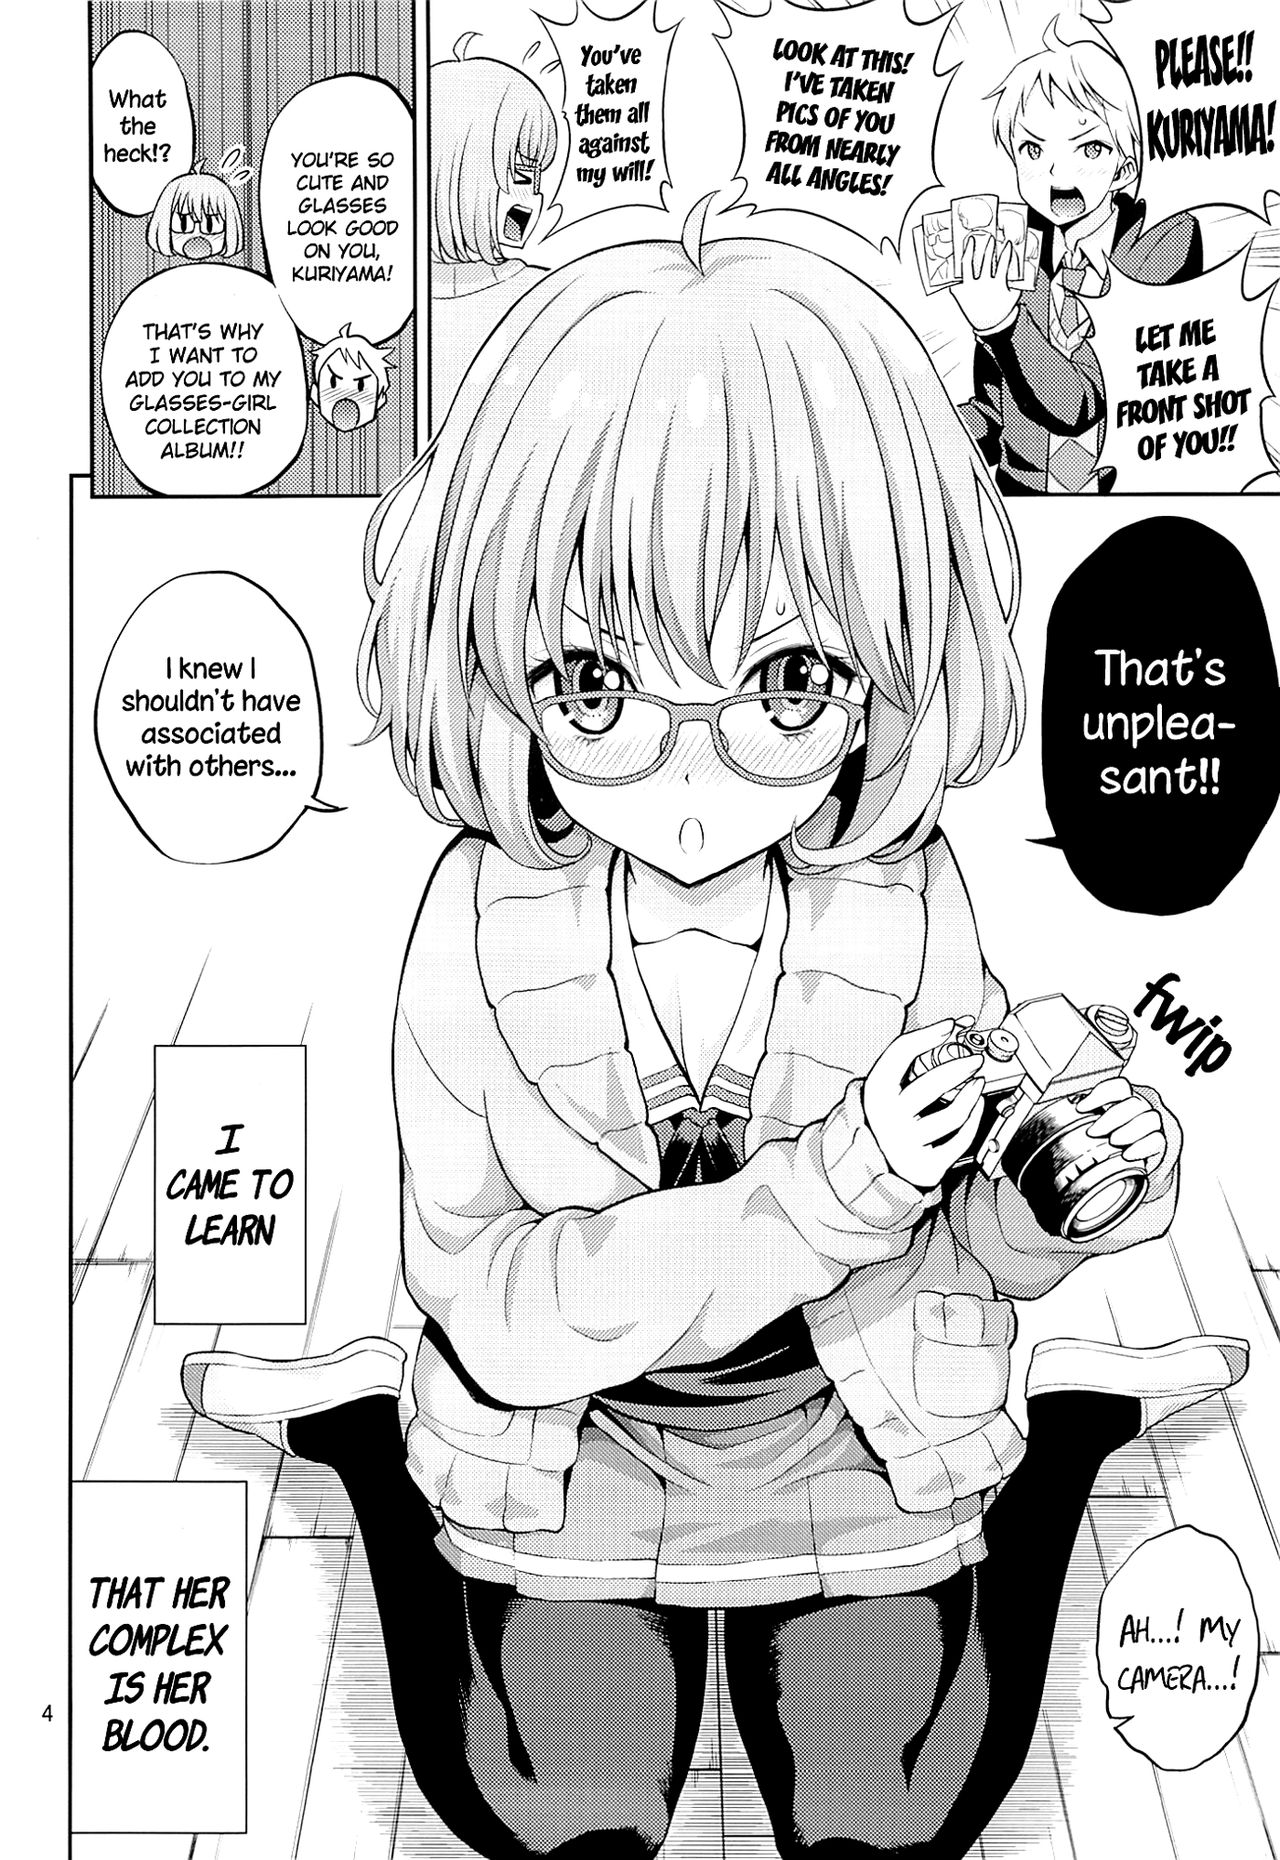 PLEASE!!
KURIYAMA!
LET ME
TAKE A
FRONT SHOT
OF YOU!!
LOOK AT THIS!
I'VE TAKEN
PICS OF YOU
FROM NEARLY
ALL ANGLES!
You've
taken
them all
against
my will!
YOU'RE SO
CUTE AND
GLASSES
LOOK GOOD
ON YOU,
KURIYAMA!
THAT'S WHY
I WANT TO
ADD YOU TO MY
GLASSES-GIRL
COLLECTION
ALBUM!!
What
the
heck!?
That's
unplea-
sant!!
fwip
I knew I
shouldn't have
associated
with others...
AH...! MY
CAMERA...!
I
CAME TO
LEARN
THAT HER
COMPLEX
IS HER
BLOOD.
4